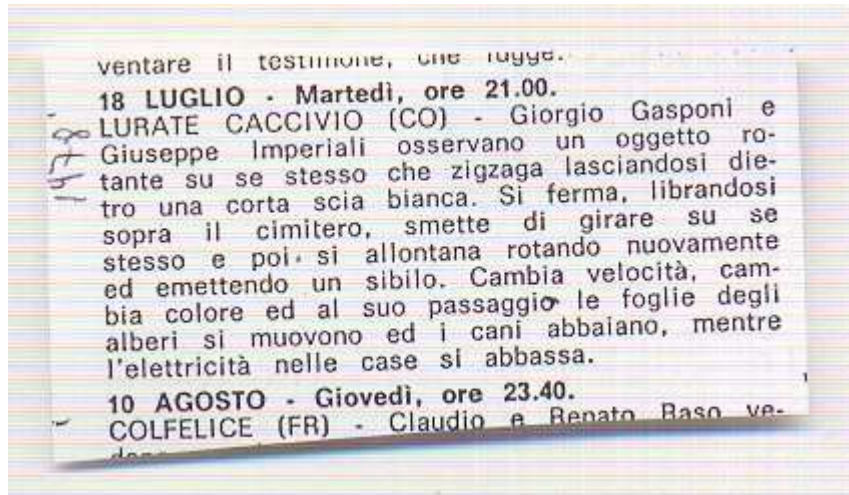 ventare il testimone, che fugge.
18 LUGLIO - Martedì, ore 21.00.
LURATE CACCIVIO (CO) - Giorgio Gasponi e
Giuseppe Imperiali osservano un oggetto ro-
tante su se stesso che zigzaga lasciandosi die-
tro una corta scia bianca. Si ferma, librandosi
sopra il cimitero, smette di girare su se
stesso e poi si allontana rotando nuovamente
ed emettendo un sibilo. Cambia velocità, cam-
bia colore ed al suo passaggio le foglie degli
alberi si muovono ed i cani abbaiano, mentre
l'elettricità nelle case si abbassa.
10 AGOSTO - Giovedì, ore 23.40.
COLFELICE (FR) - Claudio e Renato Raso ve-
1978